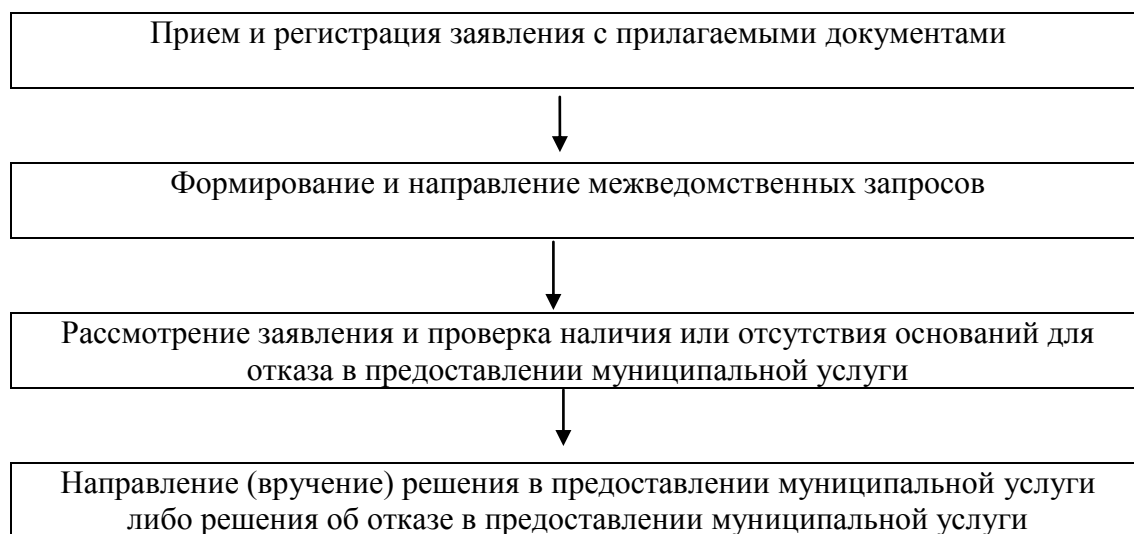 Прием и регистрация заявления с прилагаемыми документами
Формирование и направление межведомственных запросов
Рассмотрение заявления и проверка наличия или отсутствия оснований для
отказа в предоставлении муниципальной услуги
Направление (вручение) решения в предоставлении муниципальной услуги
либо решения об отказе в предоставлении муниципальной услуги